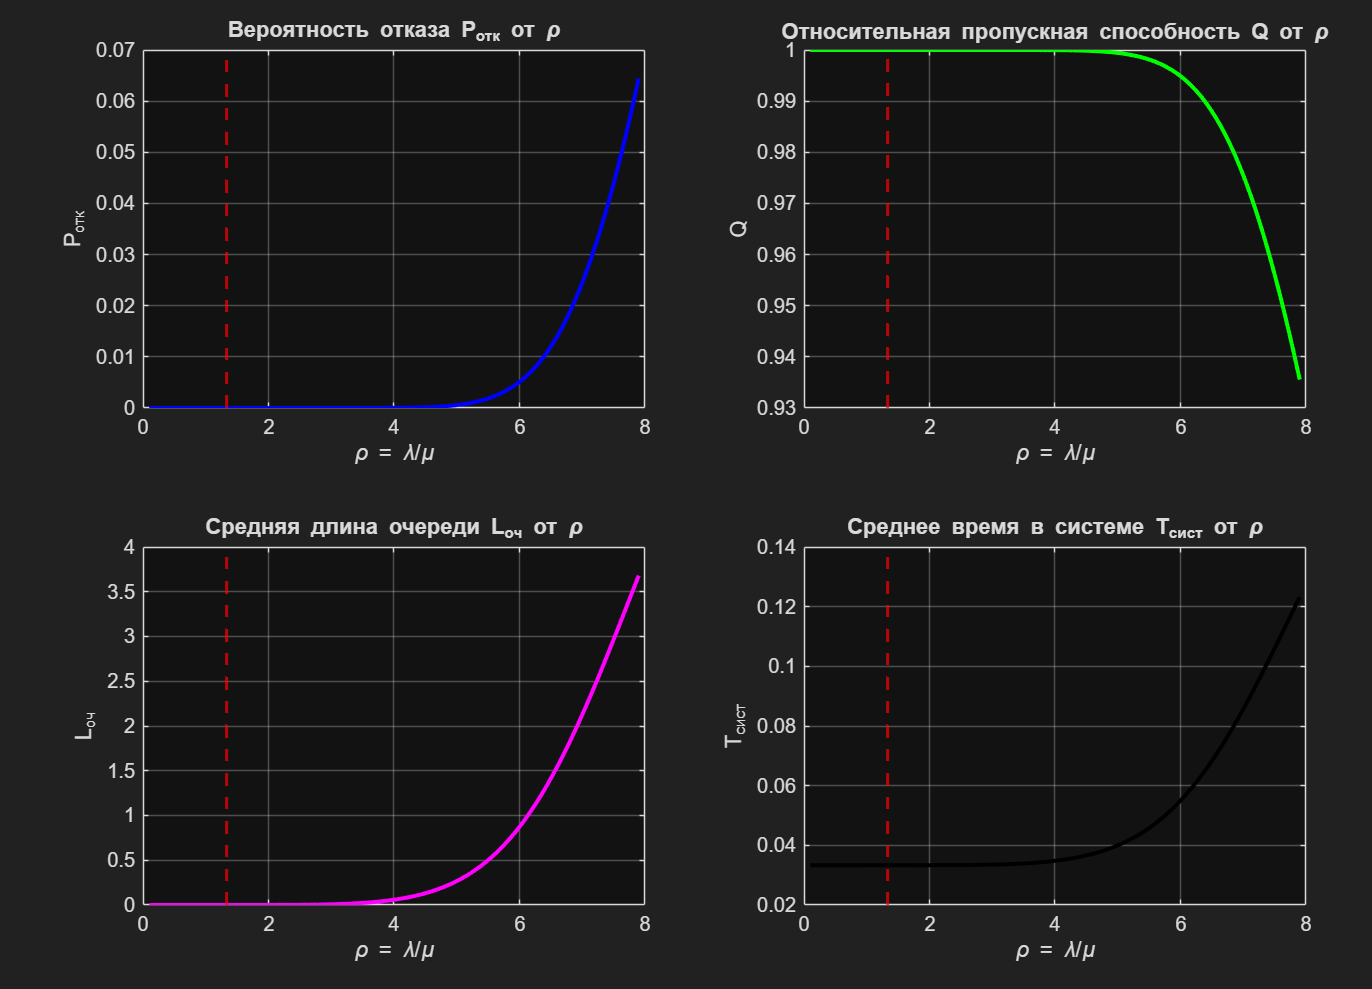 Вероятность отказа Pотк от ρ
0.07
0.06
0.05
0.04
0.03
0.02
0.01
0
Pотк
0 2 4 6 8
ρ = λ/μ
Относительная пропускная способность Q от ρ
1
0.99
0.98
0.97
0.96
0.95
0.94
0.93
Q
0 2 4 6 8
ρ = λ/μ
Средняя длина очереди Lоч от ρ
4
3.5
3
2.5
2
1.5
1
0.5
0
Lоч
0 2 4 6 8
ρ = λ/μ
Среднее время в системе Tсист от ρ
0.14
0.12
0.1
0.08
0.06
0.04
0.02
Tсист
0 2 4 6 8
ρ = λ/μ